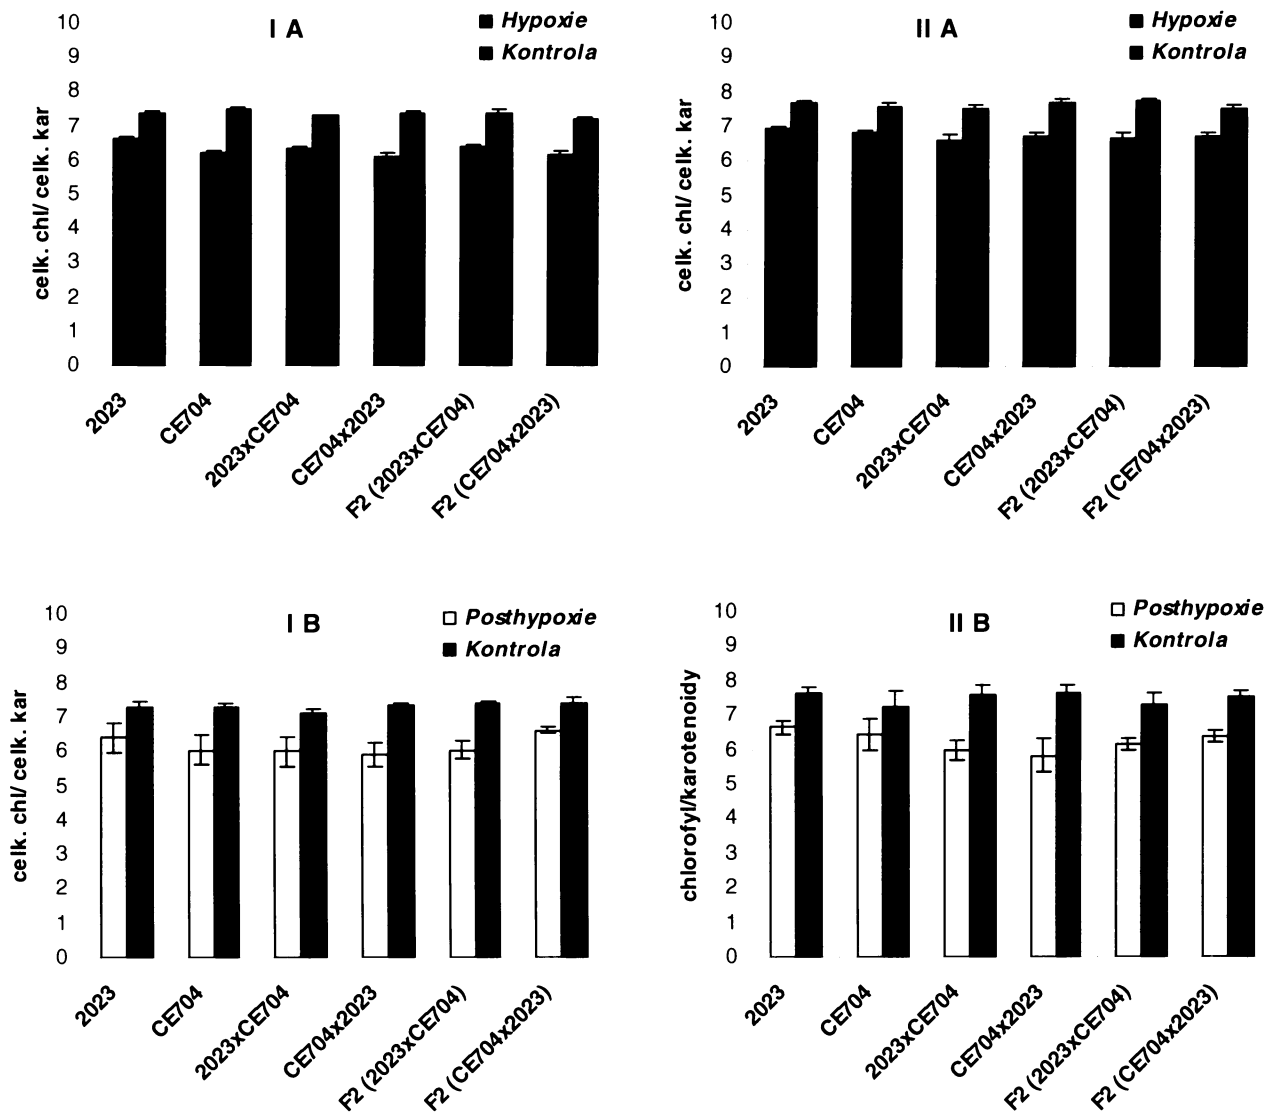 I A
Hypoxie
Kontrola
celk. chl/ celk. kar
10
9
8
7
6
5
4
3
2
1
0
2023
CE704
2023xCE704
CE704x2023
F2 (2023xCE704)
F2 (CE704x2023)
II A
Hypoxie
Kontrola
celk. chl/ celk. kar
10
9
8
7
6
5
4
3
2
1
0
2023
CE704
2023xCE704
CE704x2023
F2 (2023xCE704)
F2 (CE704x2023)
I B
Posthypoxie
Kontrola
celk. chl/ celk. kar
10
9
8
7
6
5
4
3
2
1
0
2023
CE704
2023xCE704
CE704x2023
F2 (2023xCE704)
F2 (CE704x2023)
II B
Posthypoxie
Kontrola
chlorofyl/karotenoidy
10
9
8
7
6
5
4
3
2
1
0
2023
CE704
2023xCE704
CE704x2023
F2 (2023xCE704)
F2 (CE704x2023)